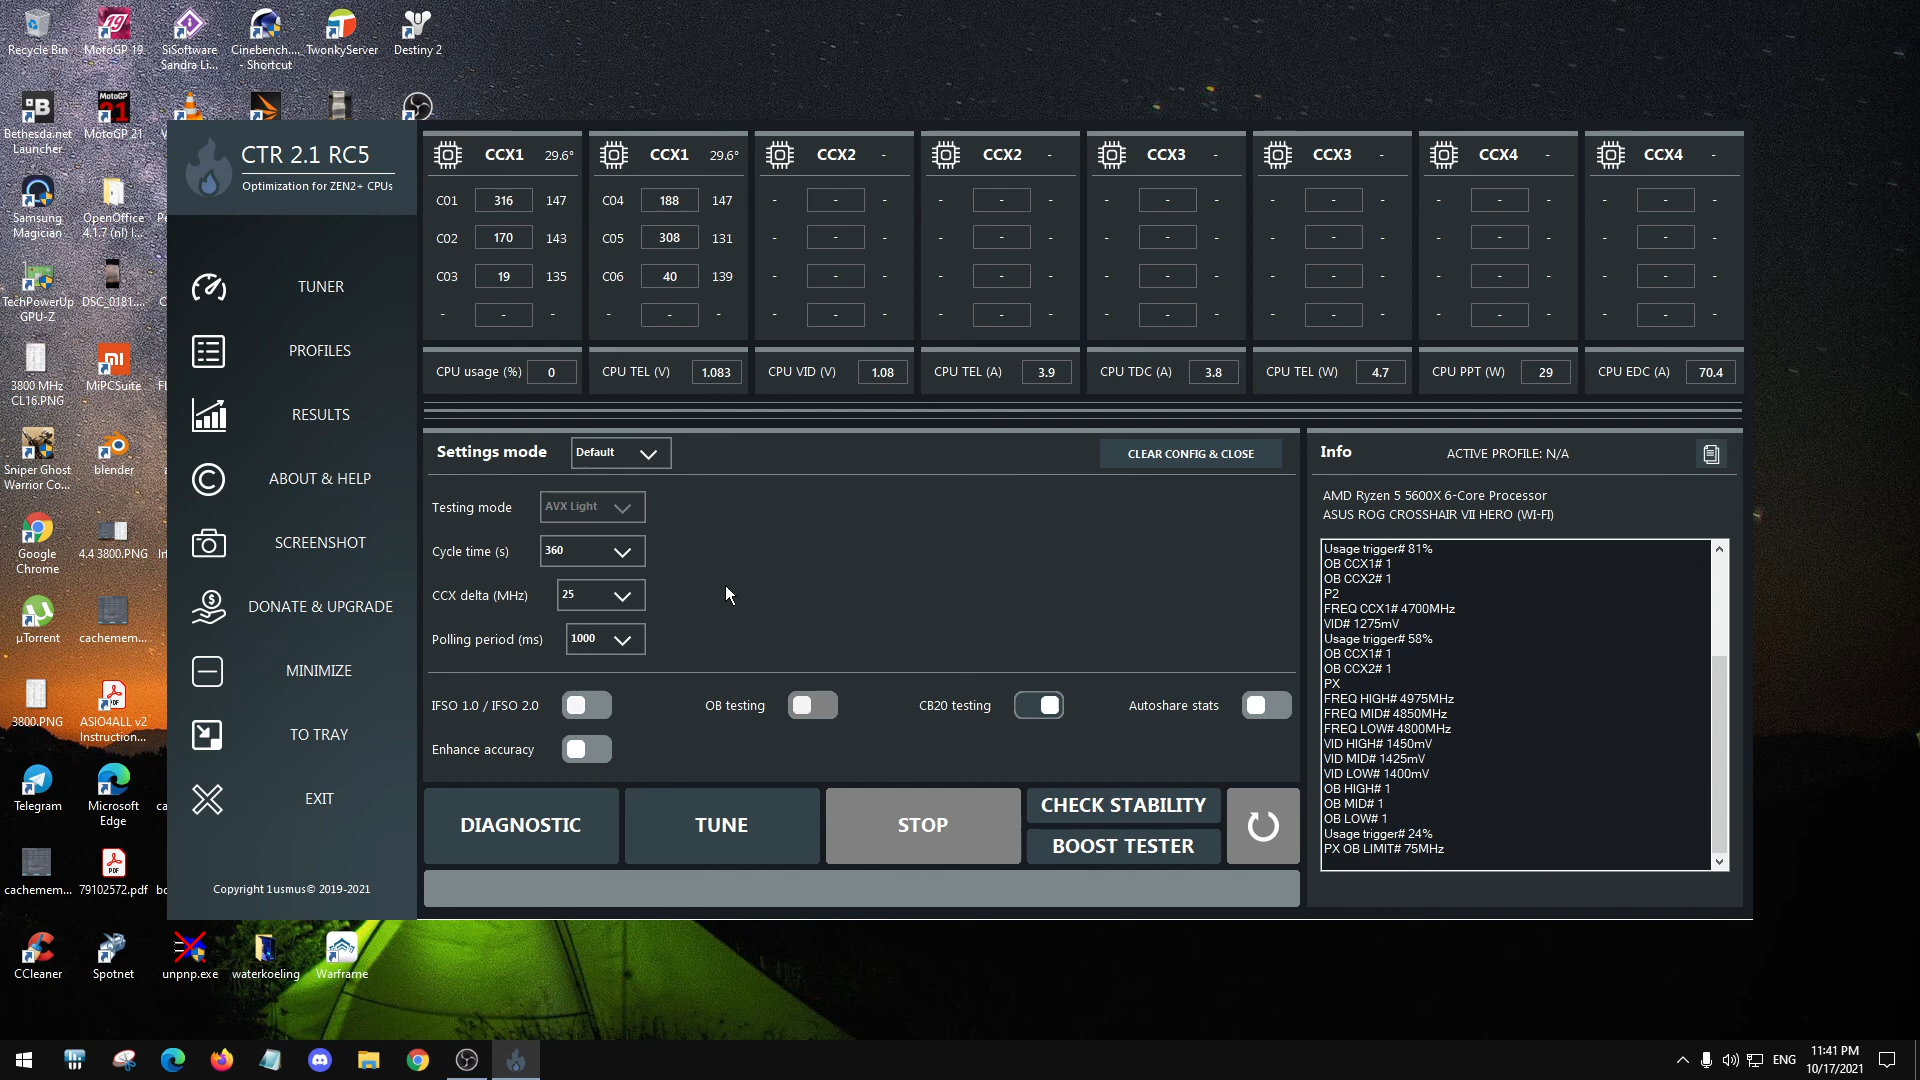 Recycle Bin
MotoGP 19
SiSoftware
Sandra Li...
Cinebench....
- Shortcut
TwonkyServer
Destiny 2
Bethesda.net
Launcher
MotoGP 21
Samsung
Magician
OpenOffice
4.1.7 (nl) I...
TechPowerUp
GPU-Z
DSC_0181....
3800 MHz
CL16.PNG
MiPCSuite
Sniper Ghost
Warrior Co...
blender
Google
Chrome
4.4 3800.PNG
µTorrent
cachemem...
3800.PNG
ASIO4ALL v2
Instruction...
Telegram
Microsoft
Edge
cachemem...
79102572.pdf
CCleaner
Spotnet
unpnp.exe
waterkoeling
Warframe
CTR 2.1 RC5
Optimization for ZEN2+ CPUs
TUNER
PROFILES
RESULTS
ABOUT & HELP
SCREENSHOT
DONATE & UPGRADE
MINIMIZE
TO TRAY
EXIT
Copyright 1usmus© 2019-2021
CCX1 29.6° CCX1 29.6° CCX2 - CCX2 - CCX3 - CCX3 - CCX4 - CCX4 -
C01 316 147 C04 188 147 - - - - - - - - - - - - - - - - - -
C02 170 143 C05 308 131 - - - - - - - - - - - - - - - - - -
C03 19 135 C06 40 139 - - - - - - - - - - - - - - - - - -
- - - - - - - - - - - - - - - - - - - - - - - -
CPU usage (%) 0 CPU TEL (V) 1.083 CPU VID (V) 1.08 CPU TEL (A) 3.9 CPU TDC (A) 3.8 CPU TEL (W) 4.7 CPU PPT (W) 29 CPU EDC (A) 70.4
Settings mode Default CLEAR CONFIG & CLOSE
Testing mode AVX Light
Cycle time (s) 360
CCX delta (MHz) 25
Polling period (ms) 1000
IFSO 1.0 / IFSO 2.0 OB testing CB20 testing Autoshare stats
Enhance accuracy
DIAGNOSTIC TUNE STOP CHECK STABILITY
BOOST TESTER
Info ACTIVE PROFILE: N/A
AMD Ryzen 5 5600X 6-Core Processor
ASUS ROG CROSSHAIR VII HERO (WI-FI)
Usage trigger# 81%
OB CCX1# 1
OB CCX2# 1
P2
FREQ CCX1# 4700MHz
VID# 1275mV
Usage trigger# 58%
OB CCX1# 1
OB CCX2# 1
PX
FREQ HIGH# 4975MHz
FREQ MID# 4850MHz
FREQ LOW# 4800MHz
VID HIGH# 1450mV
VID MID# 1425mV
VID LOW# 1400mV
OB HIGH# 1
OB MID# 1
OB LOW# 1
Usage trigger# 24%
PX OB LIMIT# 75MHz
ENG
11:41 PM
10/17/2021